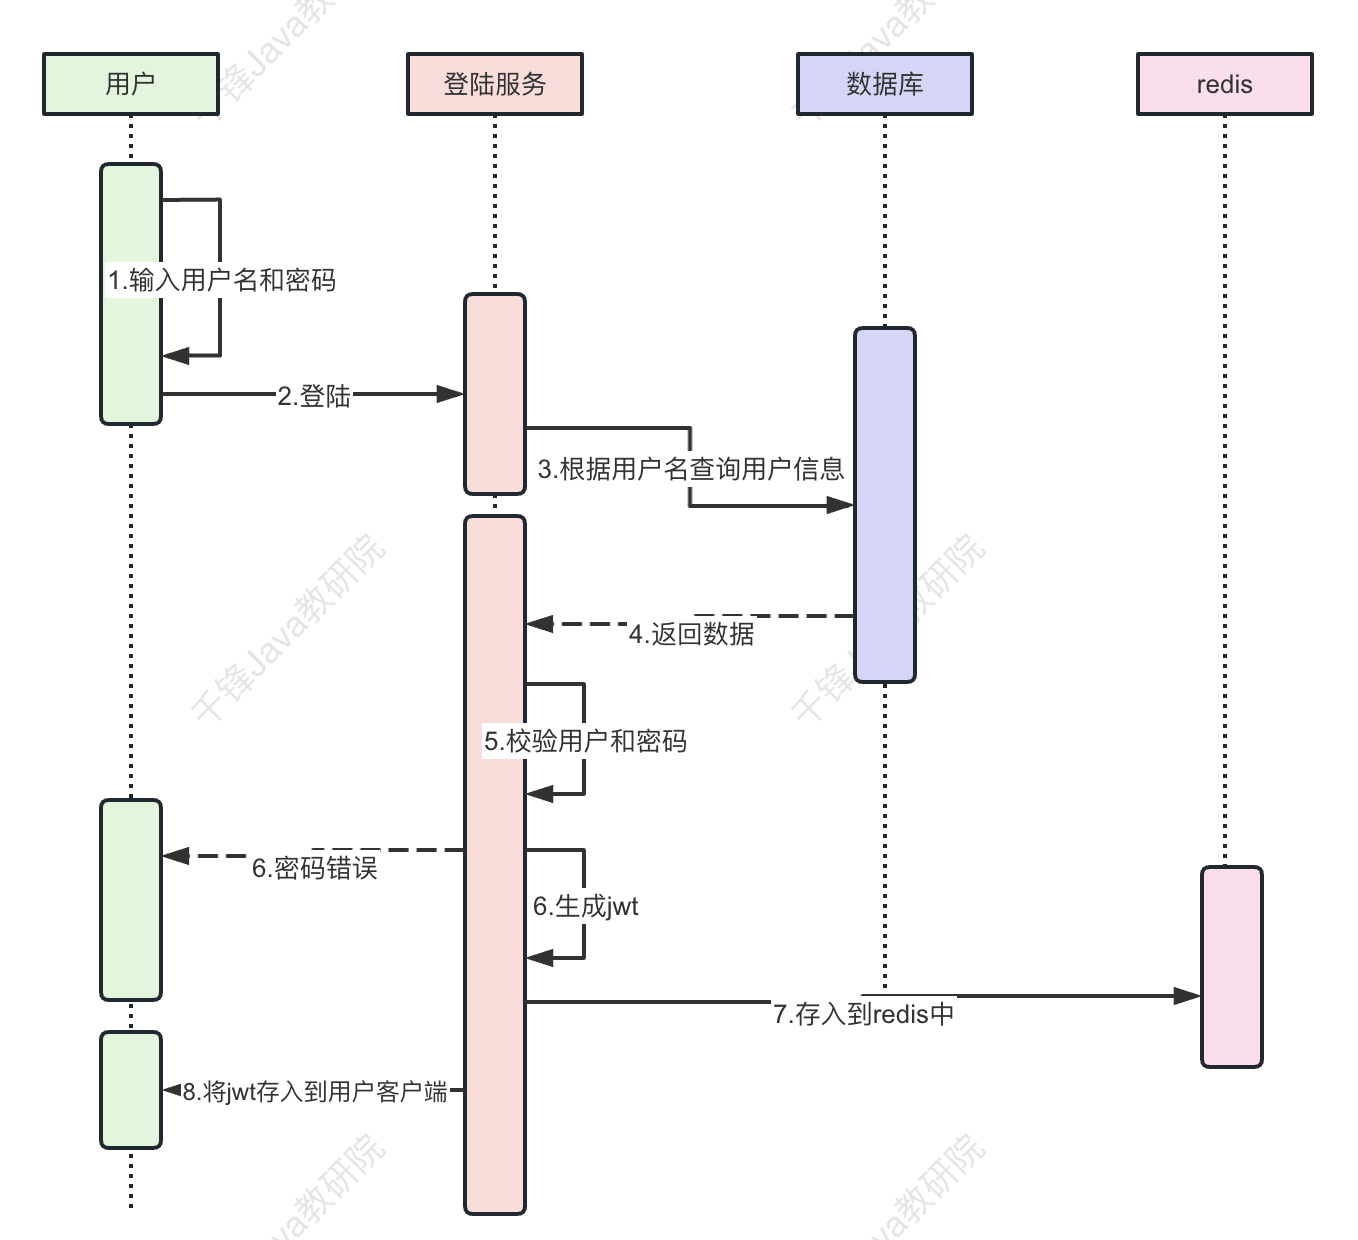 用户
登陆服务
数据库
redis
1.输入用户名和密码
2.登陆
3.根据用户名查询用户信息
4.返回数据
5.校验用户和密码
6.密码错误
6.生成jwt
7.存入到redis中
8.将jwt存入到用户客户端
千锋Java教研院
千锋Java教研院
千锋Java教研院
千锋Java教研院
Java教研院
Java教研院